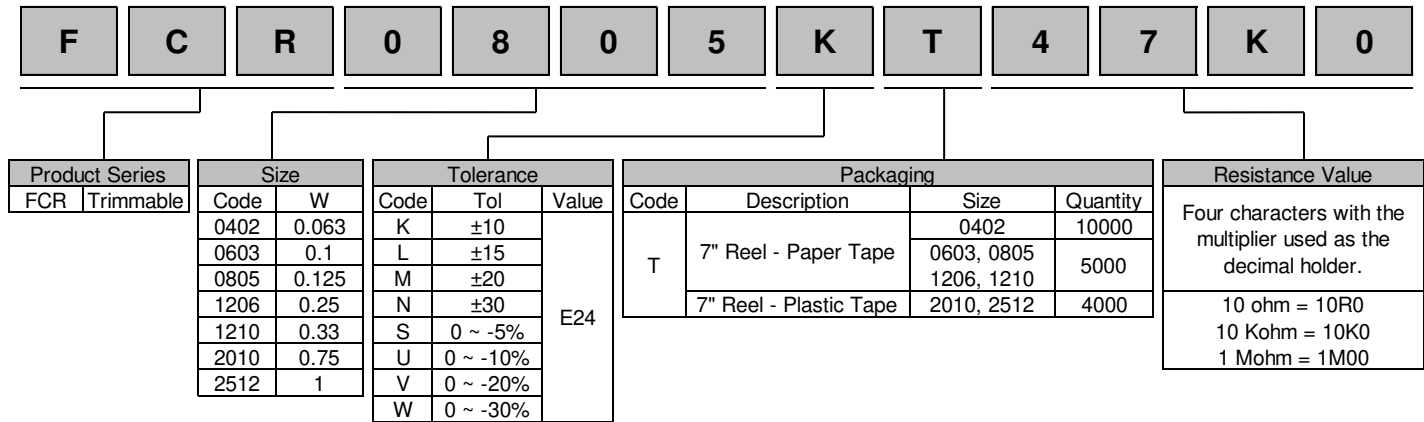 F C R 0 8 0 5 K T 4 7 K 0
Product Series
FCR Trimmable
Size
Code W
0402 0.063
0603 0.1
0805 0.125
1206 0.25
1210 0.33
2010 0.75
2512 1
Tolerance
Code Tol Value
K ±10
L ±15
M ±20
N ±30
S 0 ~ -5%
U 0 ~ -10%
V 0 ~ -20%
W 0 ~ -30%
E24
Packaging
Code Description Size Quantity
T
7" Reel - Paper Tape
0402 10000
0603, 0805
1206, 1210
5000
7" Reel - Plastic Tape 2010, 2512 4000
Resistance Value
Four characters with the
multiplier used as the
decimal holder.
10 ohm = 10R0
10 Kohm = 10K0
1 Mohm = 1M00